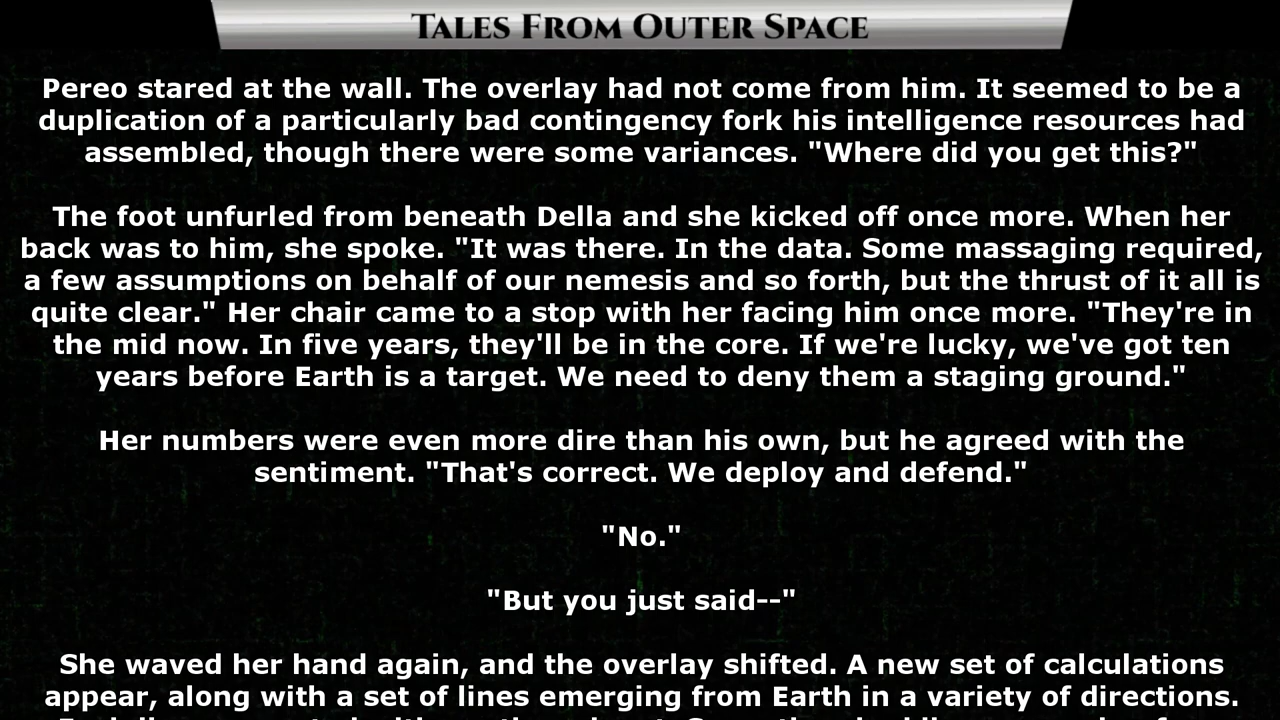 Tales From Outer Space
Pereo stared at the wall. The overlay had not come from him. It seemed to be a
duplication of a particularly bad contingency fork his intelligence resources had
assembled, though there were some variances. "Where did you get this?"
The foot unfurled from beneath Della and she kicked off once more. When her
back was to him, she spoke. "It was there. In the data. Some massaging required,
a few assumptions on behalf of our nemesis and so forth, but the thrust of it all is
quite clear." Her chair came to a stop with her facing him once more. "They're in
the mid now. In five years, they'll be in the core. If we're lucky, we've got ten
years before Earth is a target. We need to deny them a staging ground."
Her numbers were even more dire than his own, but he agreed with the
sentiment. "That's correct. We deploy and defend."
"No."
"But you just said--"
She waved her hand again, and the overlay shifted. A new set of calculations
appear, along with a set of lines emerging from Earth in a variety of directions.